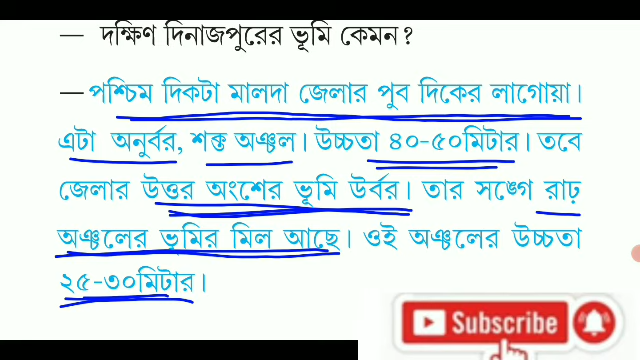 — দক্ষিণ দিনাজপুরের ভূমি কেমন?
— পশ্চিম দিকটা মালদা জেলার পুব দিকের লাগোয়া।
এটা অনুর্বর, শক্ত অঞ্চল। উচ্চতা ৪০-৫০মিটার। তবে
জেলার উত্তর অংশের ভূমি উর্বর। তার সঙ্গে রাঢ়
অঞ্চলের ভূমির মিল আছে। ওই অঞ্চলের উচ্চতা
২৫-৩০মিটার।
Subscribe